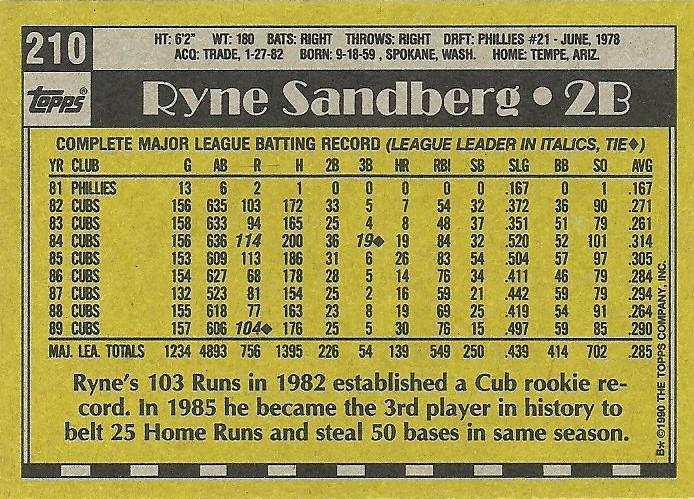 210
HT: 6'2" WT: 180 BATS: RIGHT THROWS: RIGHT DRFT: PHILLIES #21 - JUNE, 1978
ACQ: TRADE, 1-27-82 BORN: 9-18-59 , SPOKANE, WASH. HOME: TEMPE, ARIZ.
topps®
Ryne Sandberg • 2B
COMPLETE MAJOR LEAGUE BATTING RECORD (LEAGUE LEADER IN ITALICS, TIE♦)
YR CLUB G AB R H 2B 3B HR RBI SB SLG BB SO AVG
81 PHILLIES 13 6 2 1 0 0 0 0 0 .167 0 1 .167
82 CUBS 156 635 103 172 33 5 7 54 32 .372 36 90 .271
83 CUBS 158 633 94 165 25 4 8 48 37 .351 51 79 .261
84 CUBS 156 636 114 200 36 19♦ 19 84 32 .520 52 101 .314
85 CUBS 153 609 113 186 31 6 26 83 54 .504 57 97 .305
86 CUBS 154 627 68 178 28 5 14 76 34 .411 46 79 .284
87 CUBS 132 523 81 154 25 2 16 59 21 .442 59 79 .294
88 CUBS 155 618 77 163 23 8 19 69 25 .419 54 91 .264
89 CUBS 157 606 104♦ 176 25 5 30 76 15 .497 59 85 .290
MAJ. LEA. TOTALS 1234 4893 756 1395 226 54 139 549 250 .439 414 702 .285
Ryne's 103 Runs in 1982 established a Cub rookie re-
cord. In 1985 he became the 3rd player in history to
belt 25 Home Runs and steal 50 bases in same season.
B* ©1990 THE TOPPS COMPANY, INC.